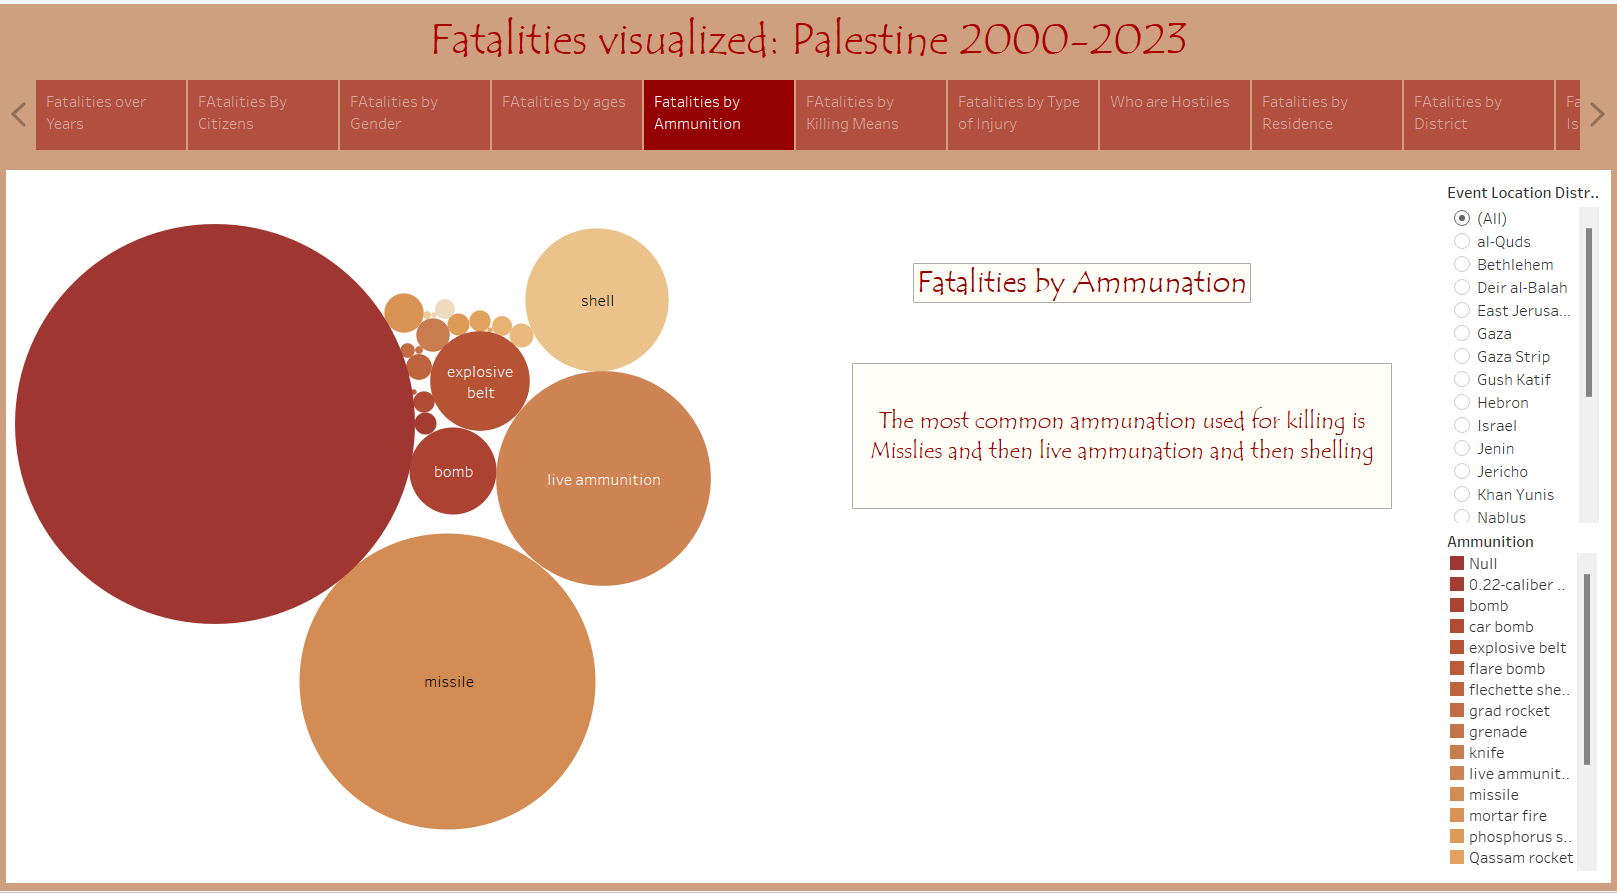 Fatalities visualized: Palestine 2000-2023
Fatalities over
Years
FAtalities By
Citizens
FAtalities by
Gender
FAtalities by ages
Fatalities by
Ammunition
FAtalities by
Killing Means
Fatalities by Type
of Injury
Who are Hostiles
Fatalities by
Residence
FAtalities by
District
Fa
Is
shell
explosive
belt
bomb
live ammunition
missile
Fatalities by Ammunation
The most common ammunation used for killing is
Misslies and then live ammunation and then shelling
Event Location Distr..
(All)
al-Quds
Bethlehem
Deir al-Balah
East Jerusa...
Gaza
Gaza Strip
Gush Katif
Hebron
Israel
Jenin
Jericho
Khan Yunis
Nablus
Ammunition
Null
0.22-caliber ..
bomb
car bomb
explosive belt
flare bomb
flechette she..
grad rocket
grenade
knife
live ammunit..
missile
mortar fire
phosphorus s..
Qassam rocket